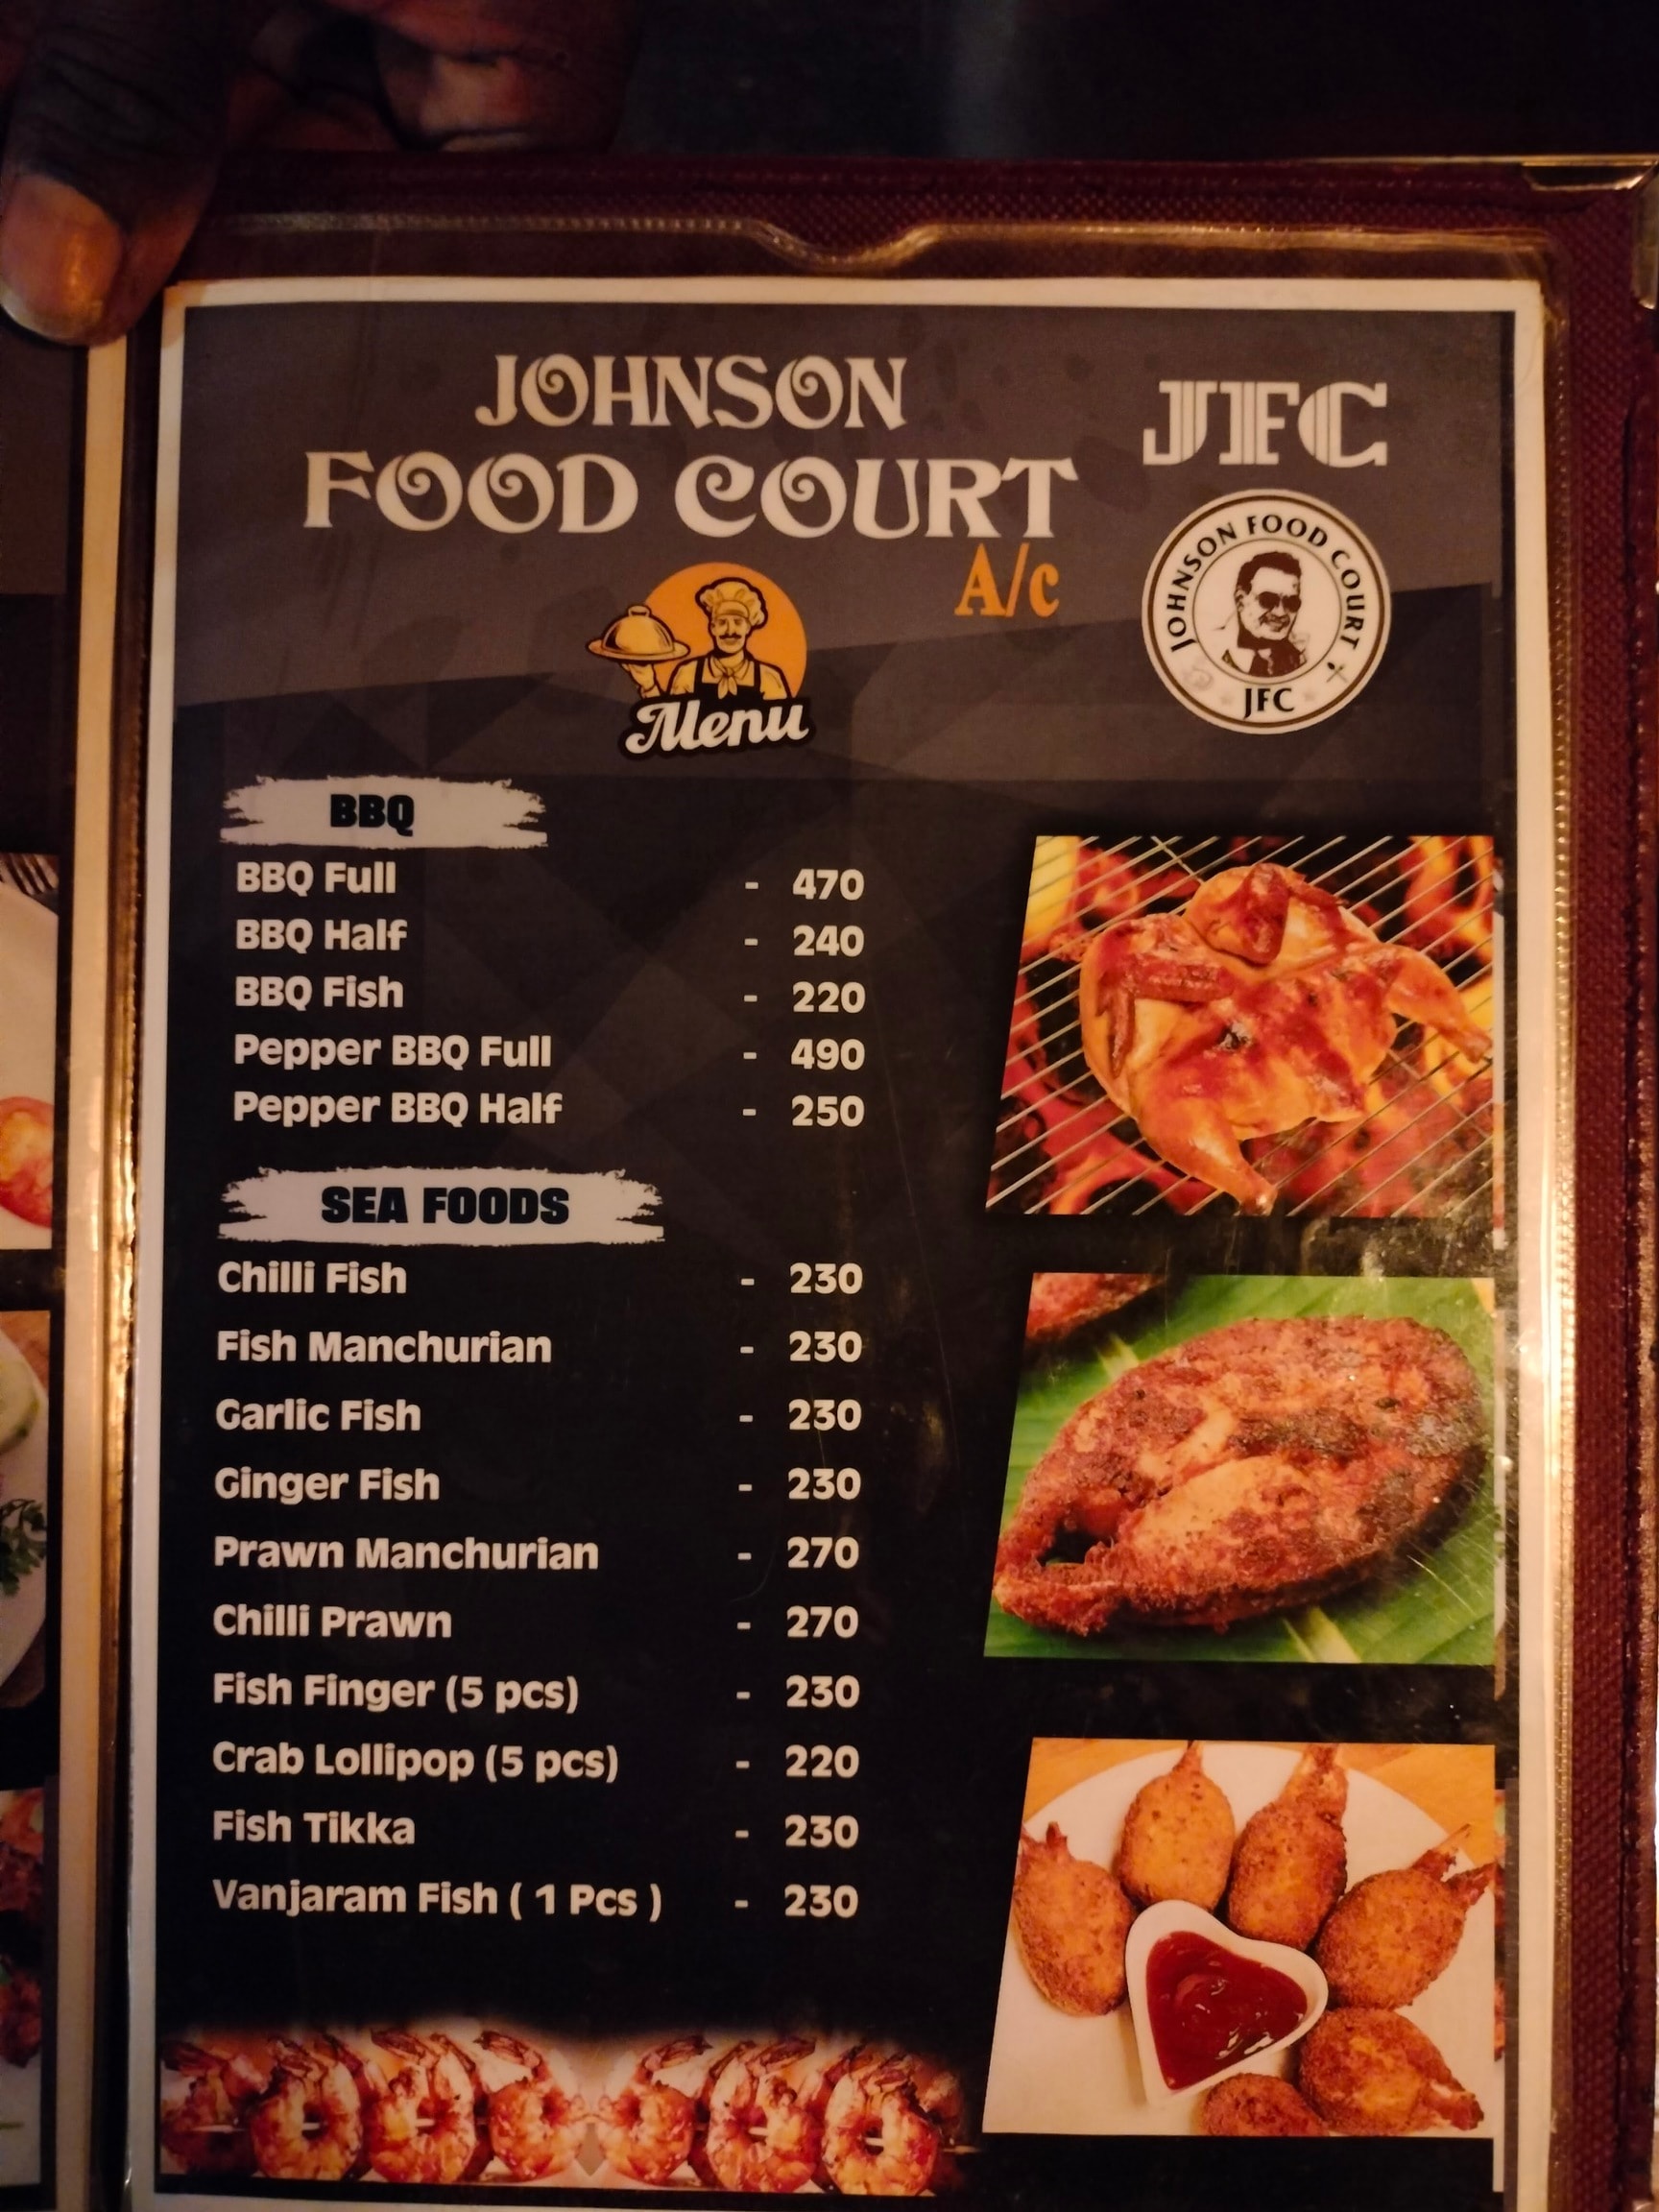 JOHNSON
FOOD COURT
A/c
JFC
JOHNSON FOOD COURT
JFC
Menu
BBQ
BBQ Full - 470
BBQ Half - 240
BBQ Fish - 220
Pepper BBQ Full - 490
Pepper BBQ Half - 250
SEA FOODS
Chilli Fish - 230
Fish Manchurian - 230
Garlic Fish - 230
Ginger Fish - 230
Prawn Manchurian - 270
Chilli Prawn - 270
Fish Finger (5 pcs) - 230
Crab Lollipop (5 pcs) - 220
Fish Tikka - 230
Vanjaram Fish ( 1 Pcs ) - 230